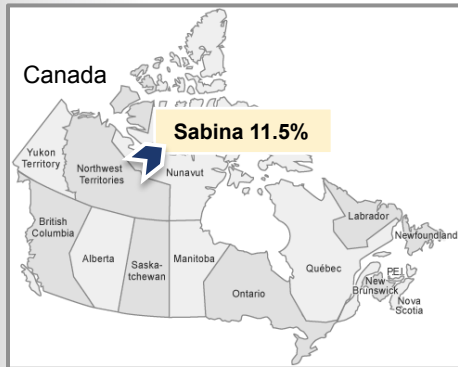 Canada
Sabina 11.5%
Yukon
Territory
Northwest
Territories
Nunavut
British
Columbia
Alberta
Saska-
tchewan
Manitoba
Ontario
Québec
Labrador
Newfoundland
PEI
New
Brunswick
Nova
Scotia